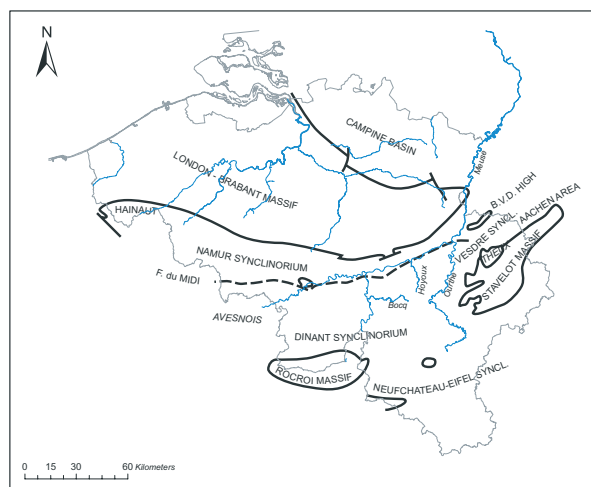 N
CAMPINE BASIN
Meuse
LONDON - BRABANT MASSIF
B.V.D. HIGH
HAINAUT
AACHEN AREA
VESDRE SYNCL.
THEUX
NAMUR SYNCLINORIUM
STAVELOT MASSIF
F. du MIDI
Hoyoux
Ourthe
Bocq
AVESNOIS
DINANT SYNCLINORIUM
ROCROI MASSIF
NEUFCHATEAU-EIFEL SYNCL.
0 15 30 60 Kilometers